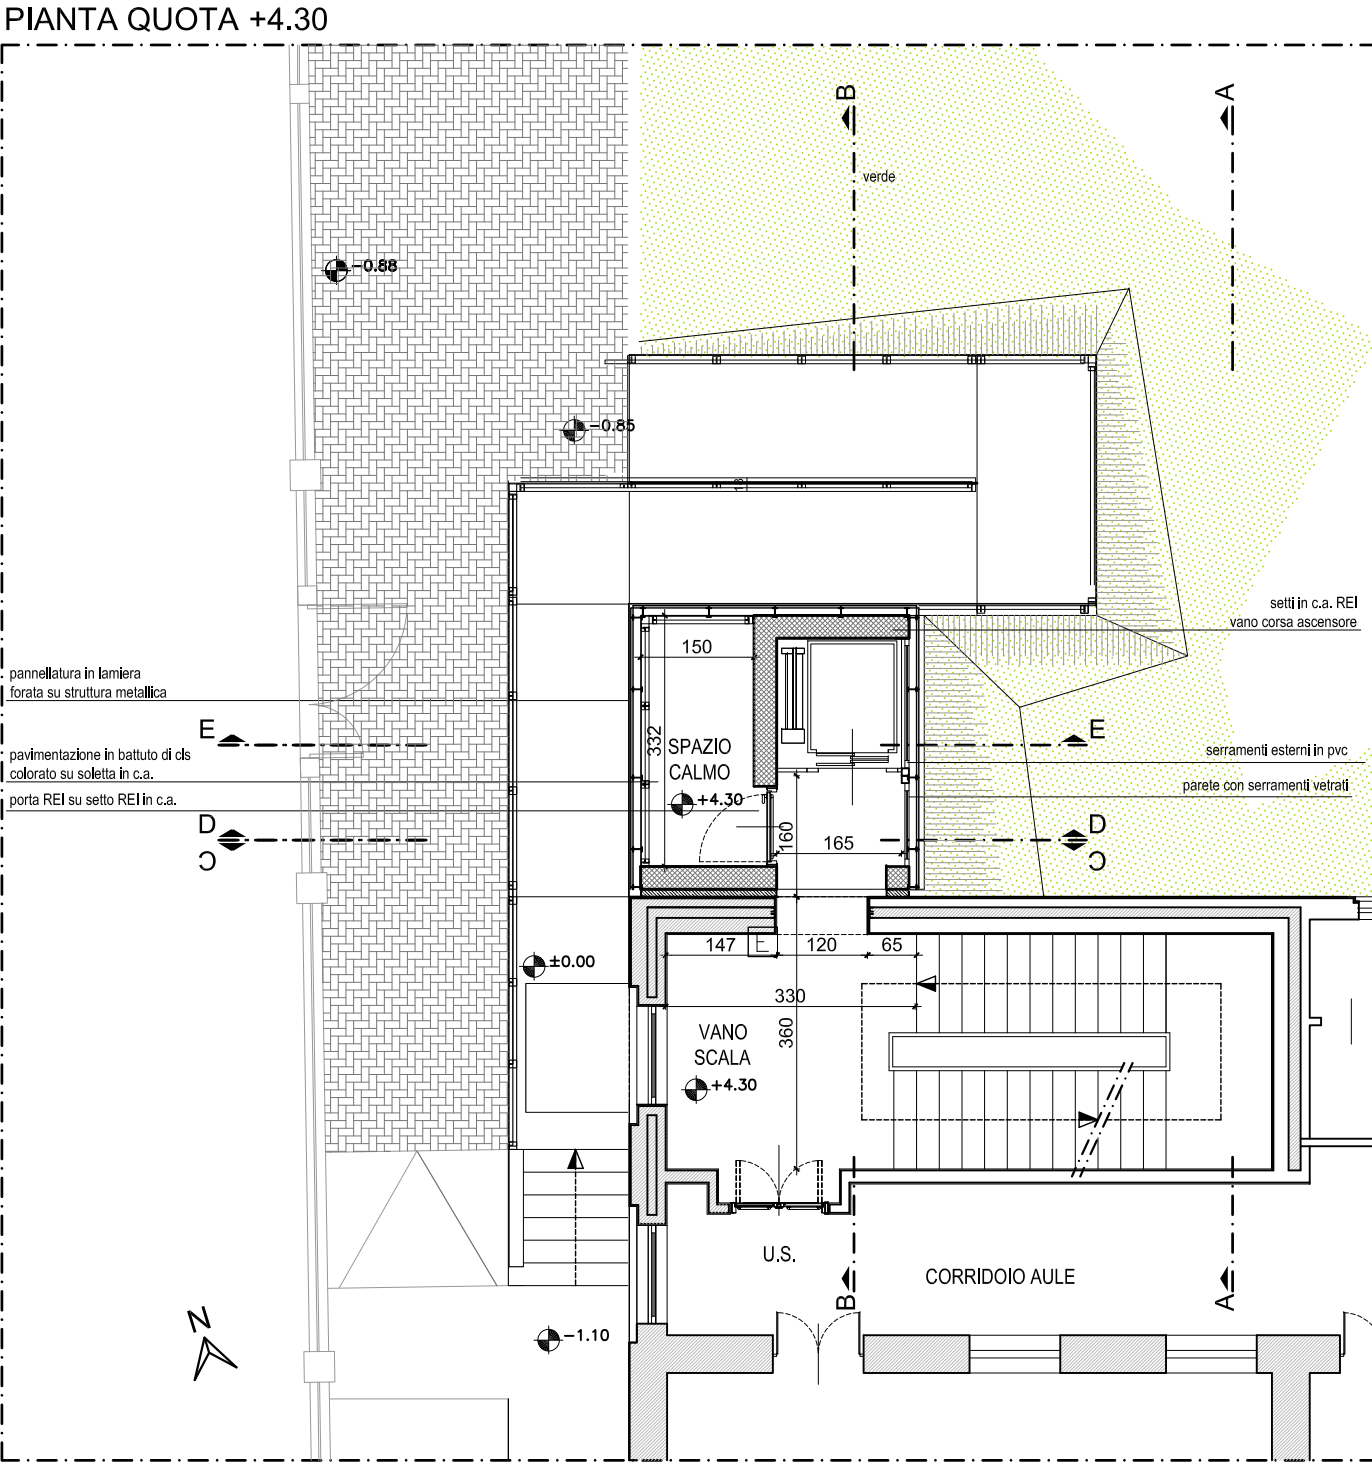 PIANTA QUOTA +4.30
B
A
verde
-0.88
-0.85
18
setti in c.a. REI
vano corsa ascensore
150
pannellatura in lamiera
forata su struttura metallica
E
E
332
SPAZIO
CALMO
+4.30
serramenti esterni in pvc
pavimentazione in battuto di cls
colorato su soletta in c.a.
parete con serramenti vetrati
porta REI su setto REI in c.a.
D
D
160
165
C
C
147
E
120
65
±0.00
330
360
VANO
SCALA
+4.30
U.S.
CORRIDOIO AULE
B
A
N
-1.10